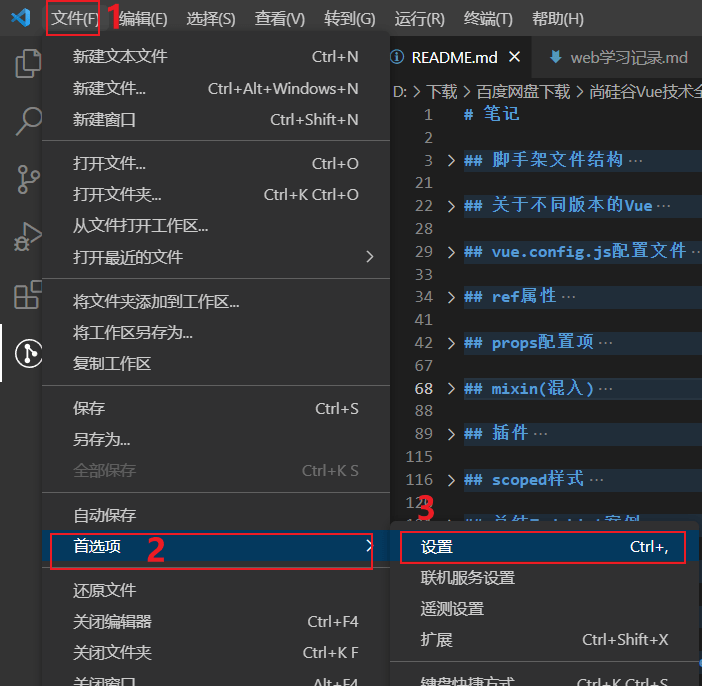 文件(F) 1 编辑(E) 选择(S) 查看(V) 转到(G) 运行(R) 终端(T) 帮助(H)
新建文本文件 Ctrl+N
新建文件... Ctrl+Alt+Windows+N
新建窗口 Ctrl+Shift+N
打开文件... Ctrl+O
打开文件夹... Ctrl+K Ctrl+O
从文件打开工作区...
打开最近的文件
将文件夹添加到工作区...
将工作区另存为...
复制工作区
保存 Ctrl+S
另存为...
全部保存 Ctrl+K S
自动保存
首选项 2
还原文件
关闭编辑器 Ctrl+F4
关闭文件夹 Ctrl+K F
关闭窗口 Alt+F4
README.md web学习记录.md
D: > 下载 > 百度网盘下载 > 尚硅谷Vue技术全
1 # 笔记
2
3 > ## 脚手架文件结构 ...
21
22 > ## 关于不同版本的Vue ...
28
29 > ## vue.config.js配置文件 ...
33
34 > ## ref属性 ...
41
42 > ## props配置项 ...
67
68 > ## mixin(混入) ...
88
89 > ## 插件 ...
115
116 > ## scoped样式 ...
3
设置 Ctrl+,
联机服务设置
遥测设置
扩展 Ctrl+Shift+X
键盘快捷方式 Ctrl+K Ctrl+S